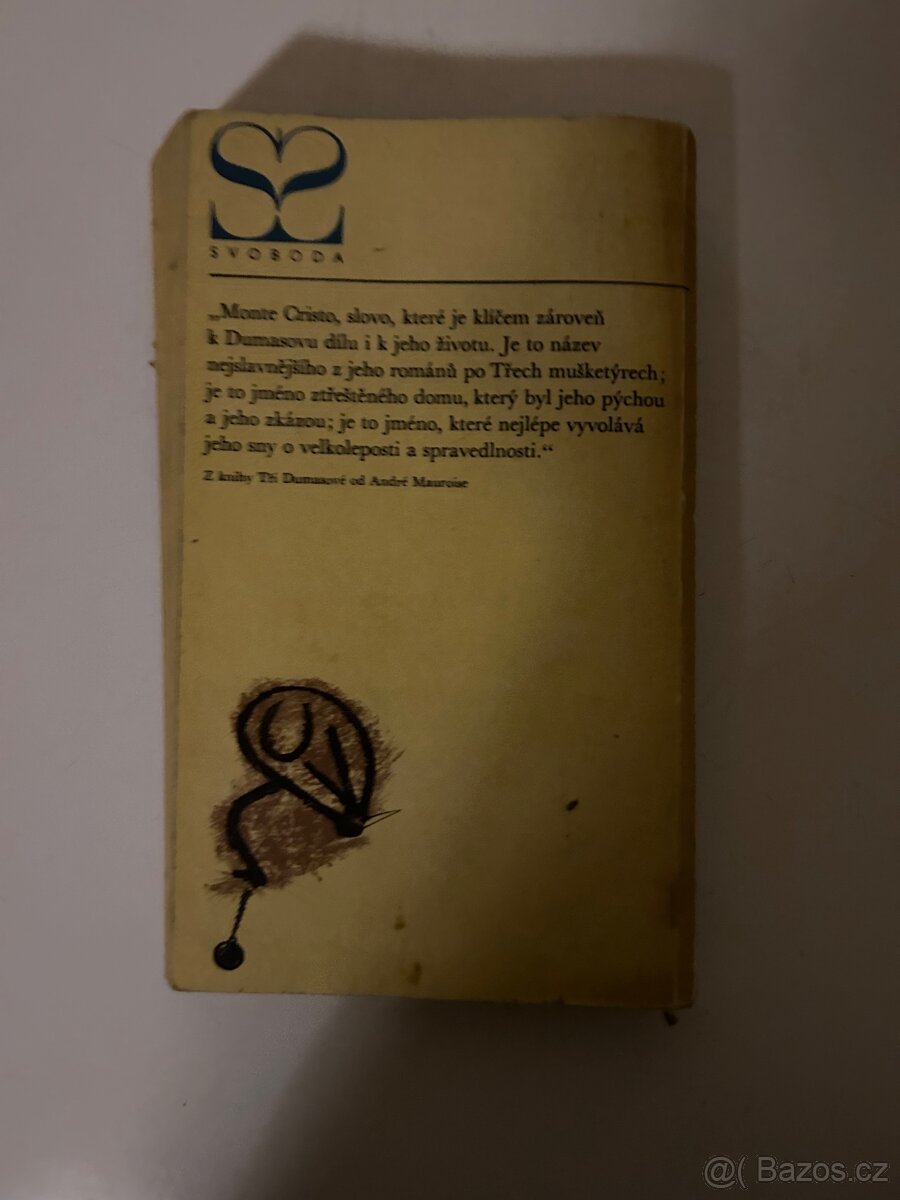 SVOBODA
„Monte Cristo, slovo, které je klíčem zároveň
k Dumasovu dílu i k jeho životu. Je to název
nejslavnějšího z jeho románů po Třech mušketýrech;
je to jméno ztřeštěného domu, který byl jeho pýchou
a jeho zkázou; je to jméno, které nejlépe vyvolává
jeho sny o velkoleposti a spravedlnosti.“
Z knihy Tři Dumasové od André Mauroise
@( Bazos.cz